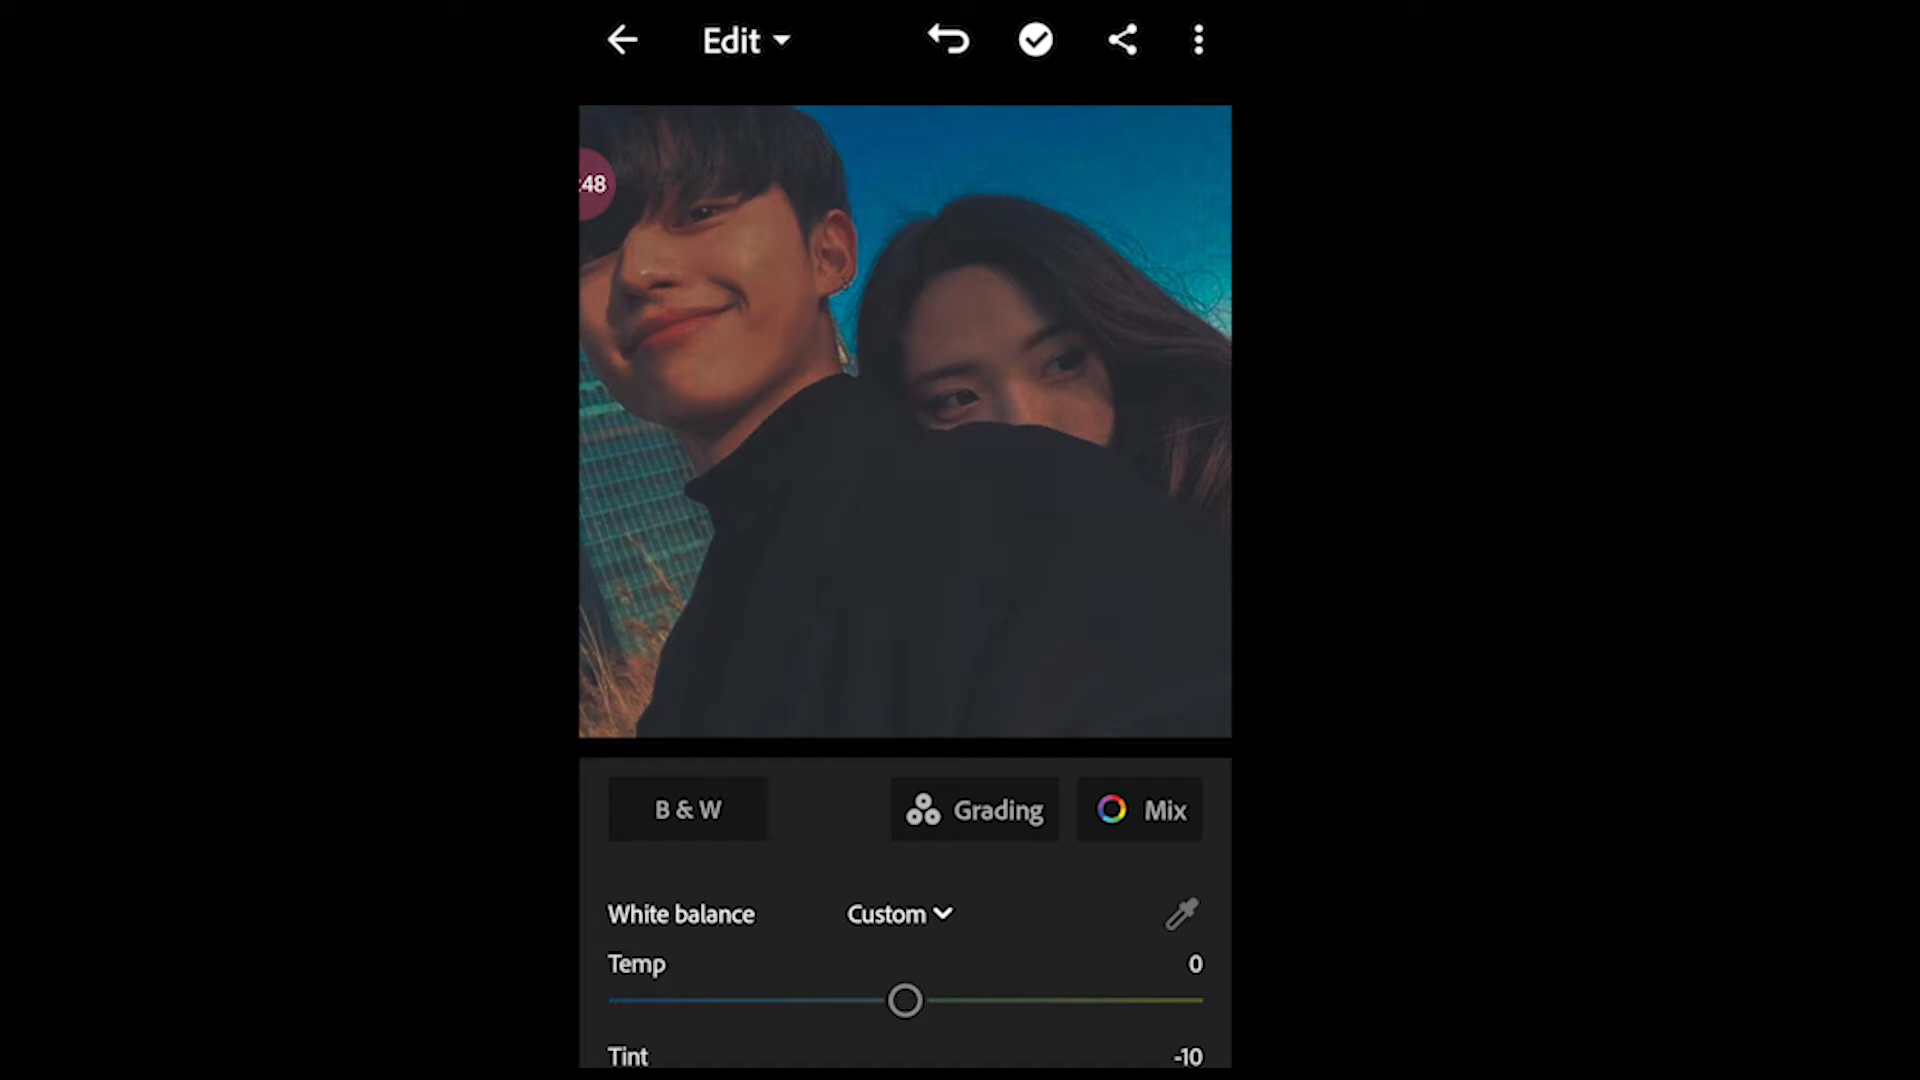 Edit
:48
B & W
Grading
Mix
White balance
Custom
Temp
0
Tint
-10